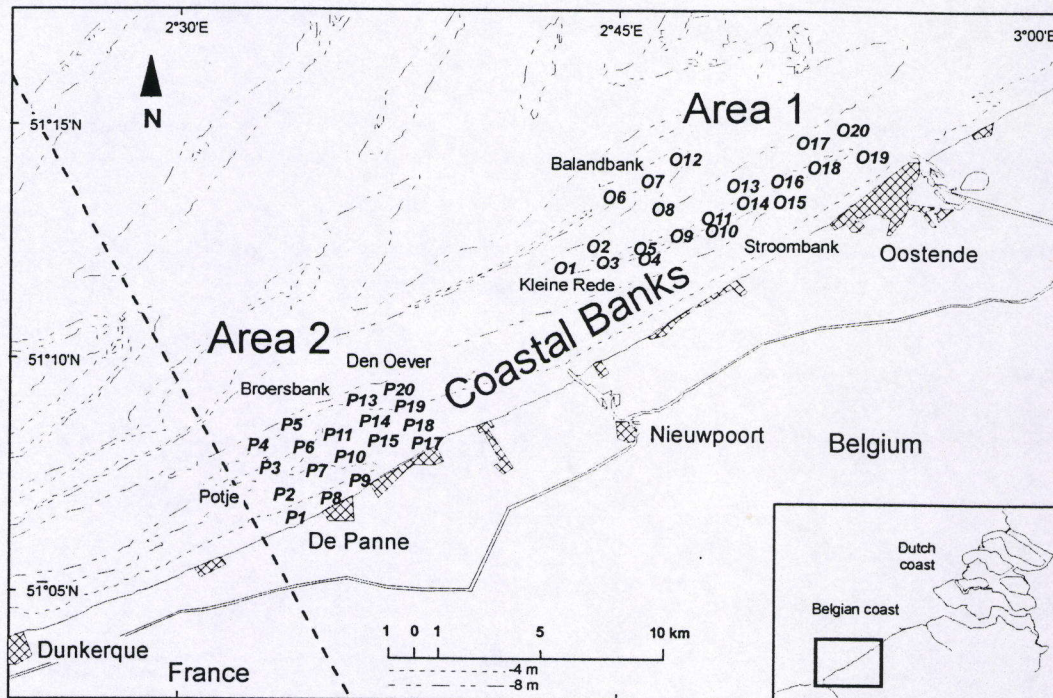 2°30'E
2°45'E
3°00'E
N
51°15'N
Area 1
O20
O17
Balandbank
O12
O19
O18
O7
O16
O13
O6
O14 O15
O8
O11
O10
O9
Stroombank
Oostende
O2
O5
O4
O1
O3
Kleine Rede
Coastal Banks
51°10'N
Area 2
Den Oever
Broersbank
P20
P13
P19
P5
P14
P18
P11
P4
P6
P15
P17
P10
Nieuwpoort
Belgium
P3
P7
P9
Potje
P2
P8
P1
De Panne
51°05'N
Dutch
coast
Belgian coast
1 0 1 5 10 km
Dunkerque
France
-4 m
-8 m